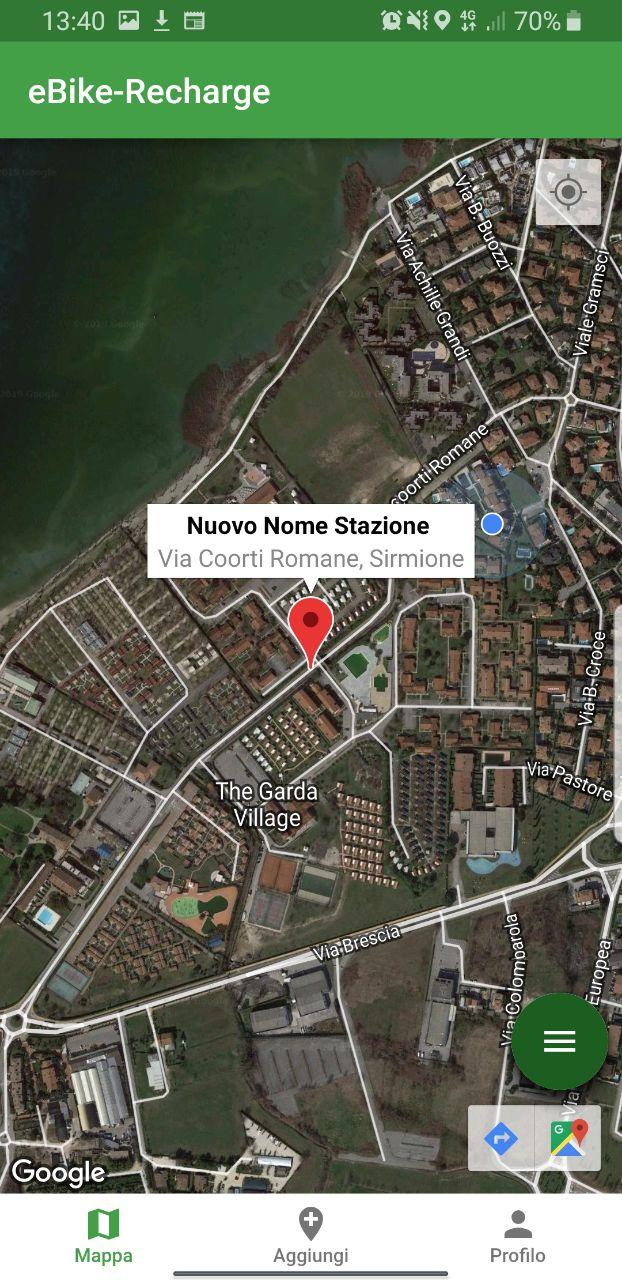 13:40
4G
70%
eBike-Recharge
Via B. Buozzi
Via Achille Grandi
Viale Gramsci
coorti Romane
Nuovo Nome Stazione
Via Coorti Romane, Sirmione
Via B. Croce
Via Pastore
The Garda
Village
Via Brescia
Via Colombarola
Europea
Via
G
Google
Mappa
Aggiungi
Profilo